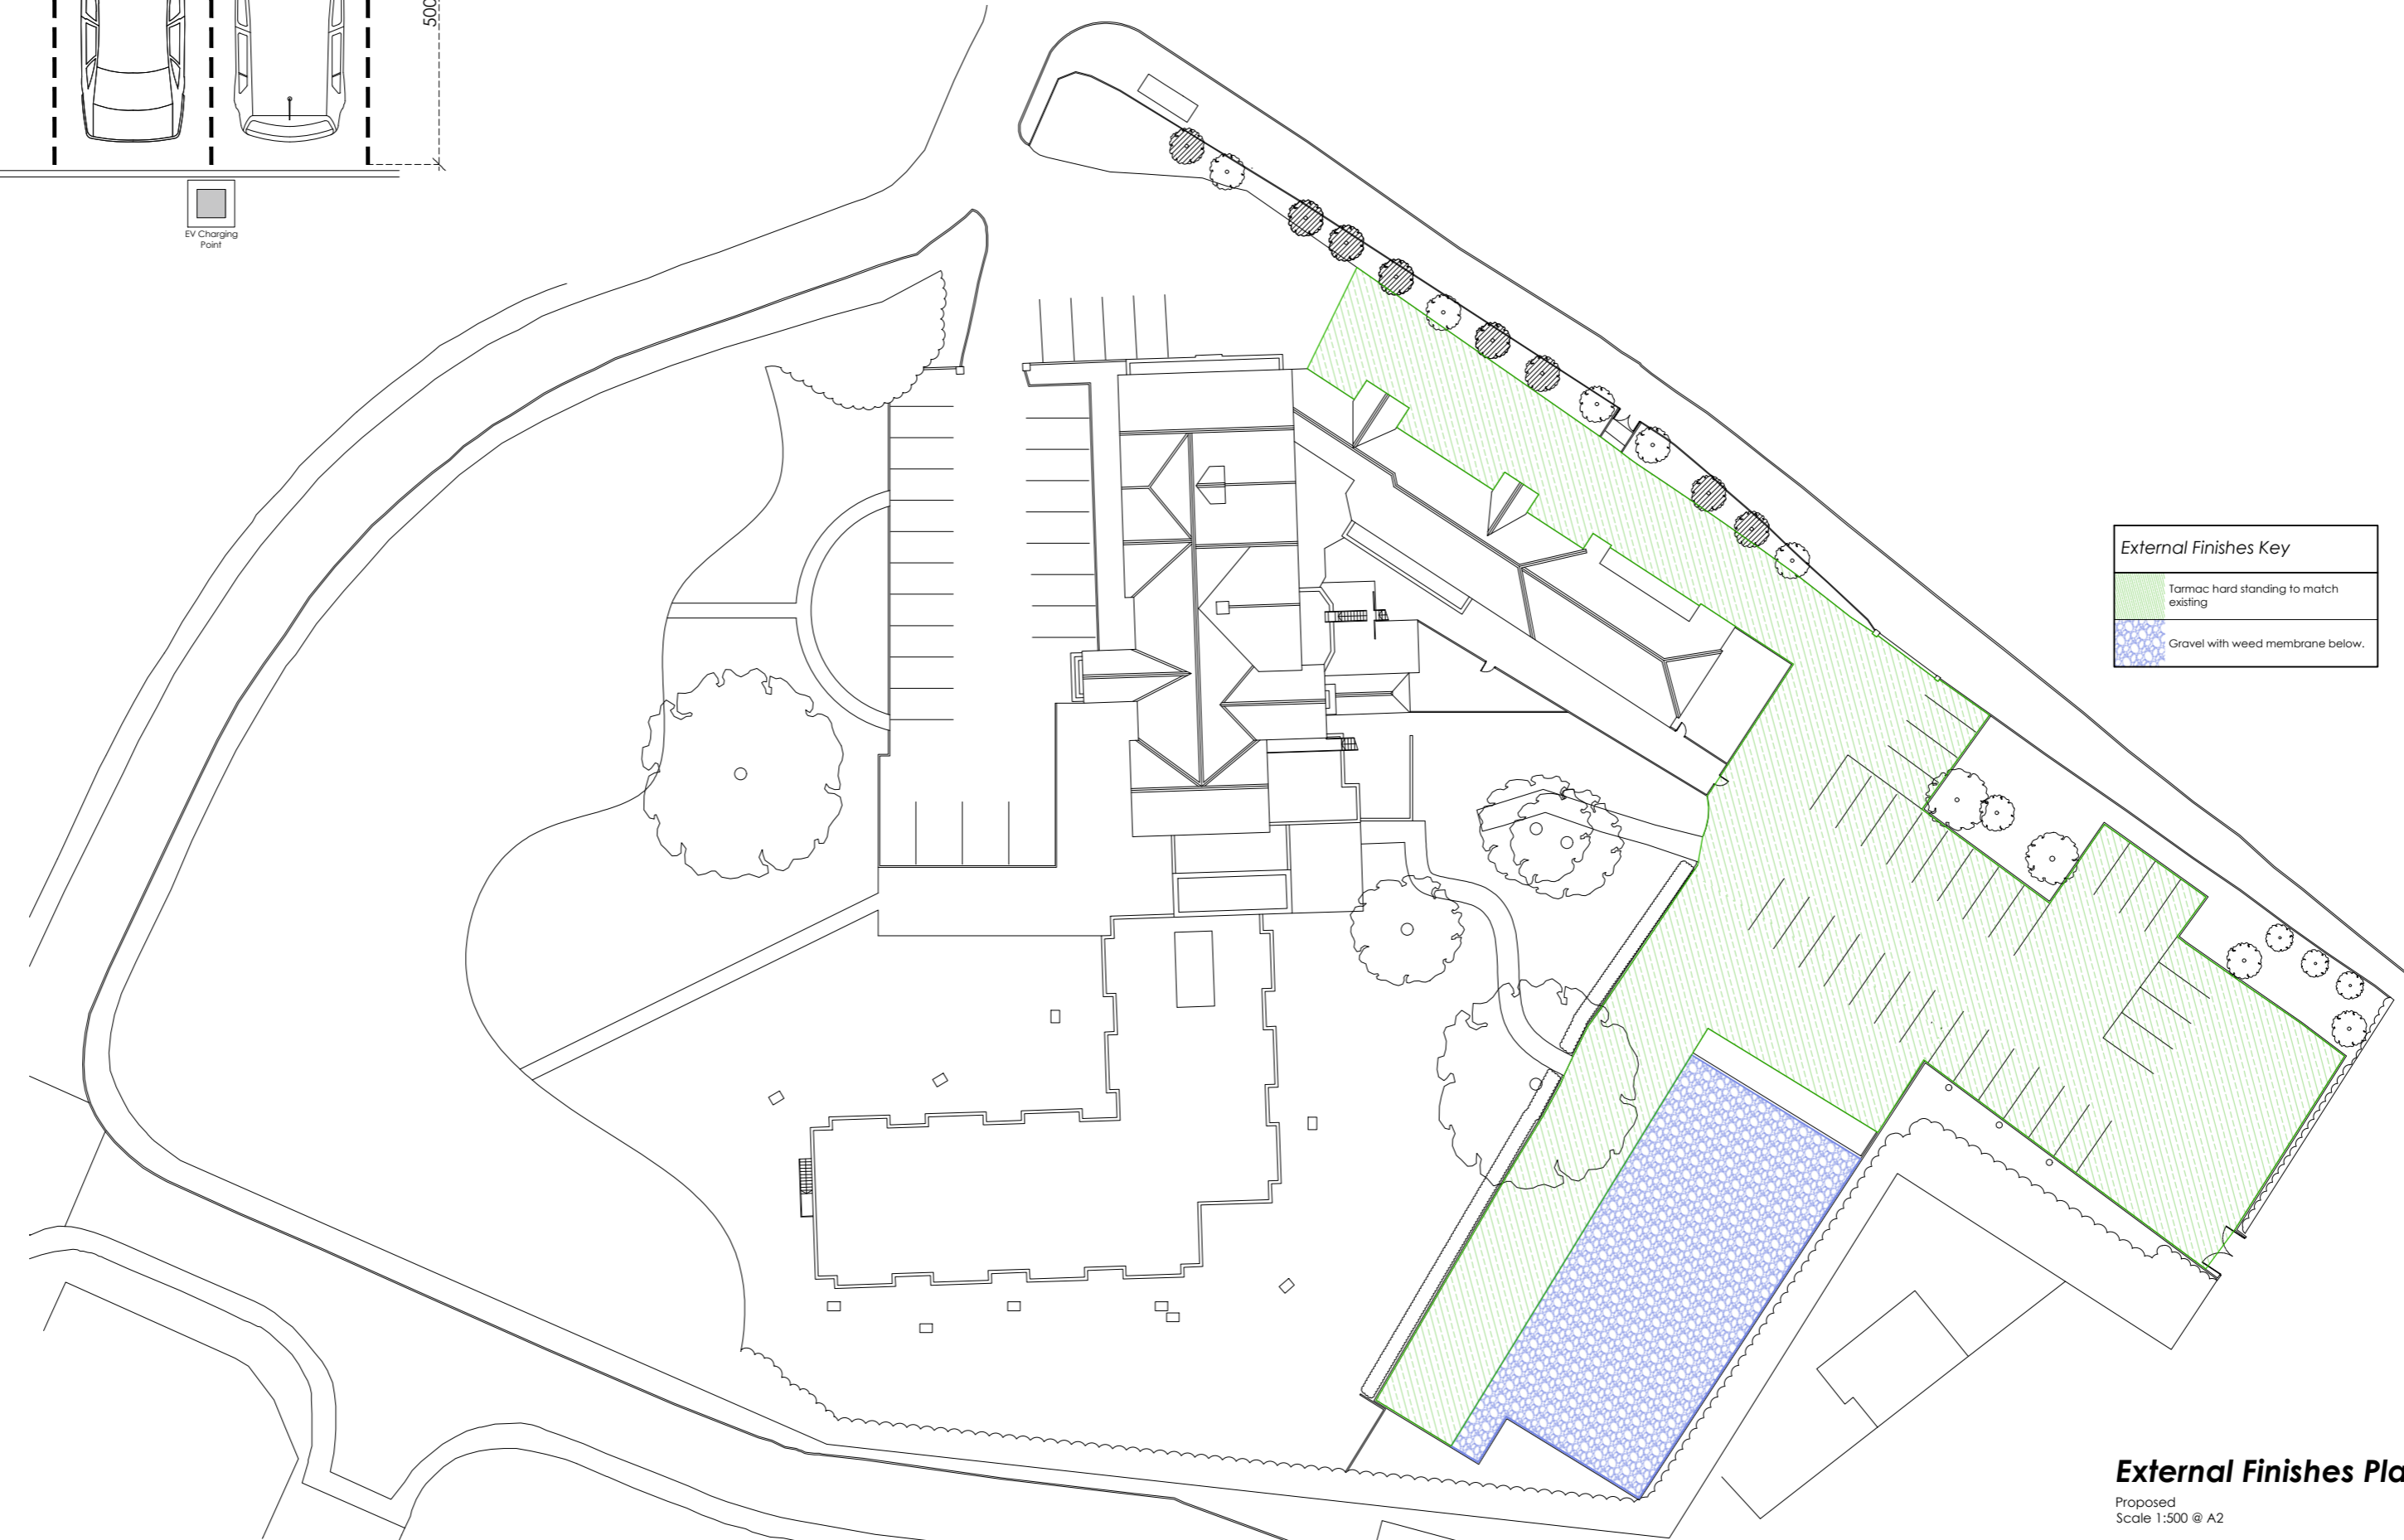 500
EV Charging
Point
External Finishes Key
Tarmac hard standing to match
existing
Gravel with weed membrane below.
External Finishes Pla
Proposed
Scale 1:500 @ A2